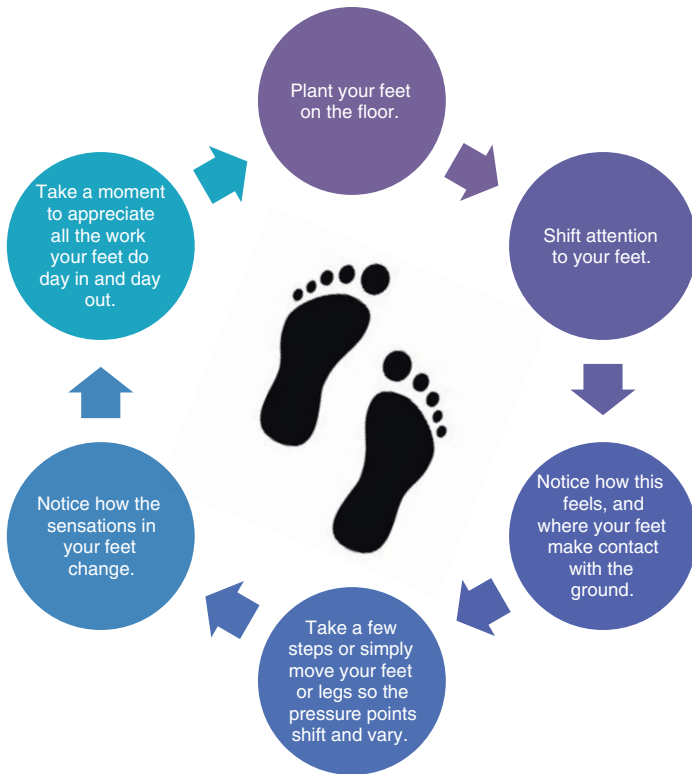 Plant your feet
on the floor.
Shift attention
to your feet.
Notice how this
feels, and
where your feet
make contact
with the
ground.
Take a few
steps or simply
move your feet
or legs so the
pressure points
shift and vary.
Notice how the
sensations in
your feet
change.
Take a moment
to appreciate
all the work
your feet do
day in and day
out.